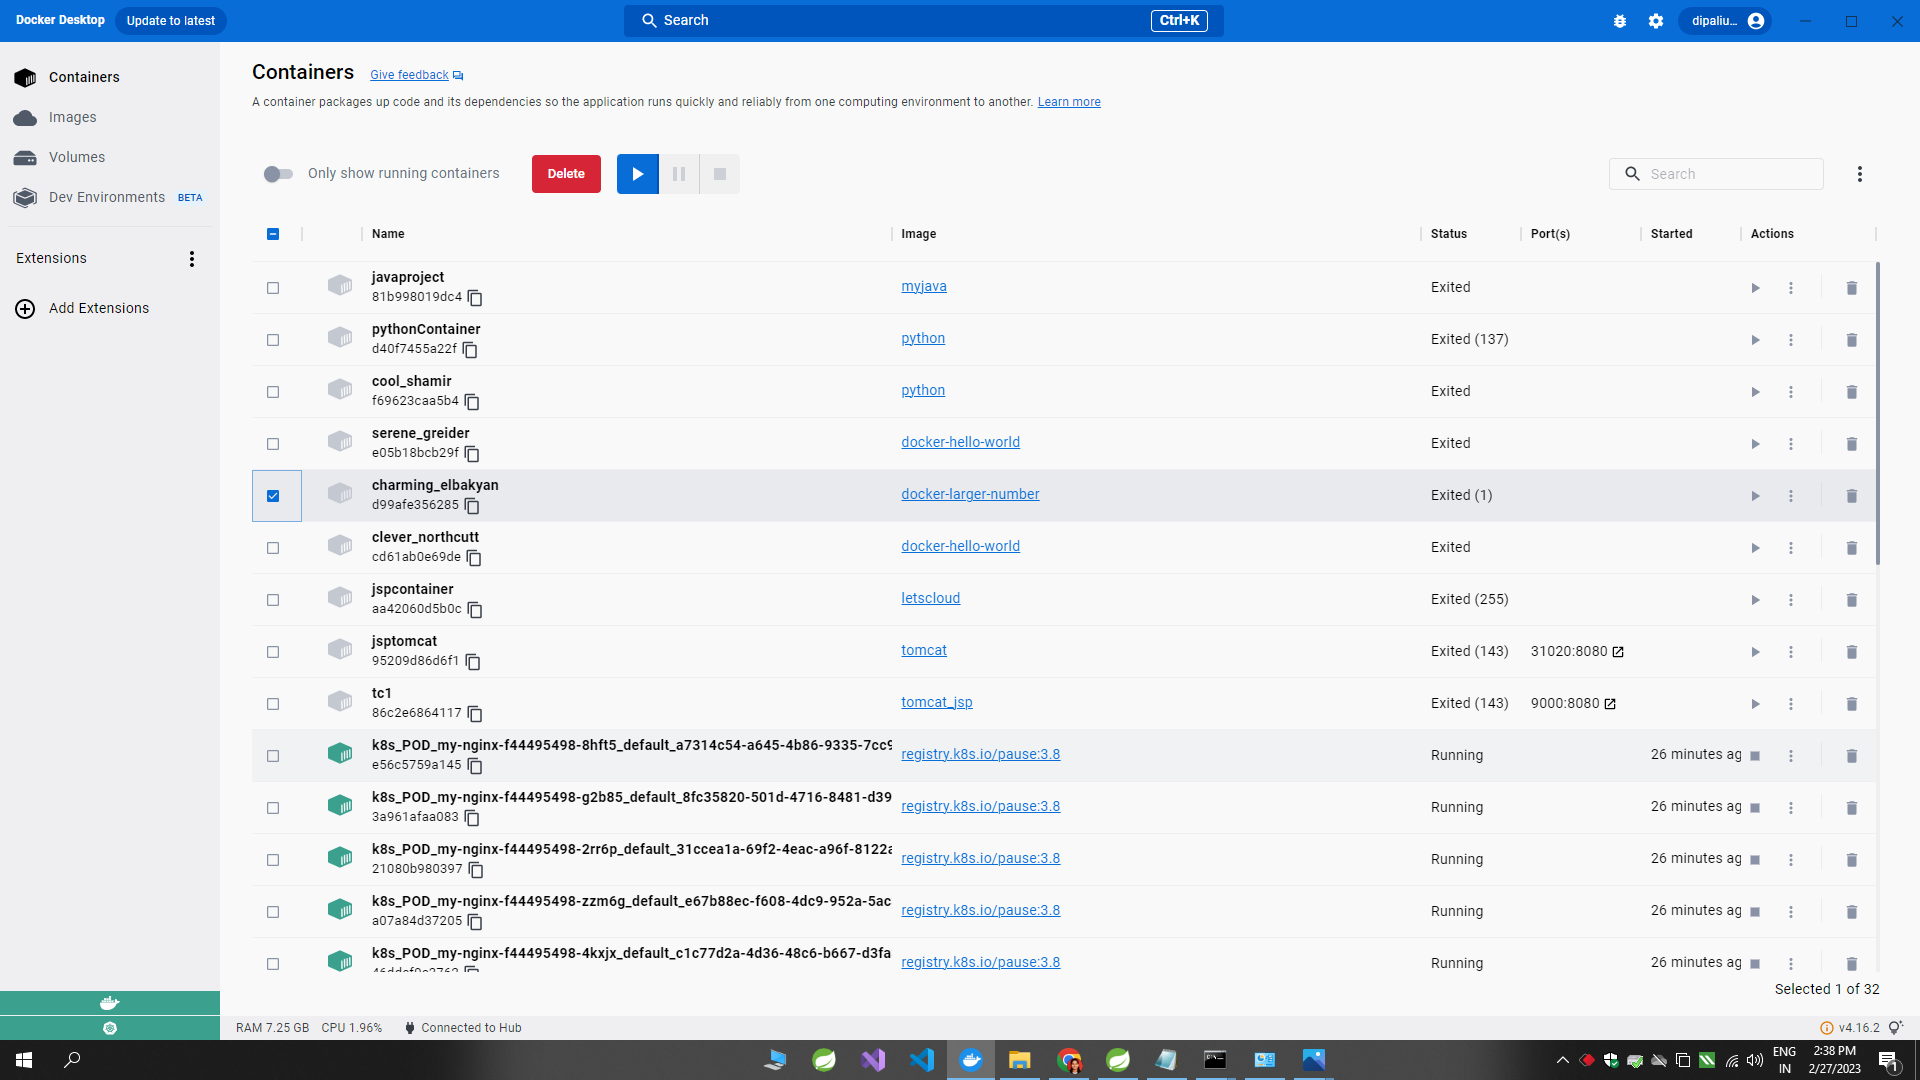 Docker Desktop Update to latest Search Ctrl+K dipaliu...
Containers
Images
Volumes
Dev Environments BETA
Extensions
Add Extensions
Containers Give feedback
A container packages up code and its dependencies so the application runs quickly and reliably from one computing environment to another. Learn more
Only show running containers Delete Search
Name Image Status Port(s) Started Actions
javaproject
81b998019dc4 myjava Exited
pythonContainer
d40f7455a22f python Exited (137)
cool_shamir
f69623caa5b4 python Exited
serene_greider
e05b18bcb29f docker-hello-world Exited
charming_elbakyan
d99afe356285 docker-larger-number Exited (1)
clever_northcutt
cd61ab0e69de docker-hello-world Exited
jspcontainer
aa42060d5b0c letscloud Exited (255)
jsptomcat
95209d86d6f1 tomcat Exited (143) 31020:8080
tc1
86c2e6864117 tomcat_jsp Exited (143) 9000:8080
k8s_POD_my-nginx-f44495498-8hft5_default_a7314c54-a645-4b86-9335-7cc9
e56c5759a145 registry.k8s.io/pause:3.8 Running 26 minutes ag
k8s_POD_my-nginx-f44495498-g2b85_default_8fc35820-501d-4716-8481-d39
3a961afaa083 registry.k8s.io/pause:3.8 Running 26 minutes ag
k8s_POD_my-nginx-f44495498-2rr6p_default_31ccea1a-69f2-4eac-a96f-8122a
21080b980397 registry.k8s.io/pause:3.8 Running 26 minutes ag
k8s_POD_my-nginx-f44495498-zzm6g_default_e67b88ec-f608-4dc9-952a-5ac
a07a84d37205 registry.k8s.io/pause:3.8 Running 26 minutes ag
k8s_POD_my-nginx-f44495498-4kxjx_default_c1c77d2a-4d36-48c6-b667-d3fa
registry.k8s.io/pause:3.8 Running 26 minutes ag
Selected 1 of 32
RAM 7.25 GB CPU 1.96% Connected to Hub v4.16.2
ENG
IN
2:38 PM
2/27/2023
1